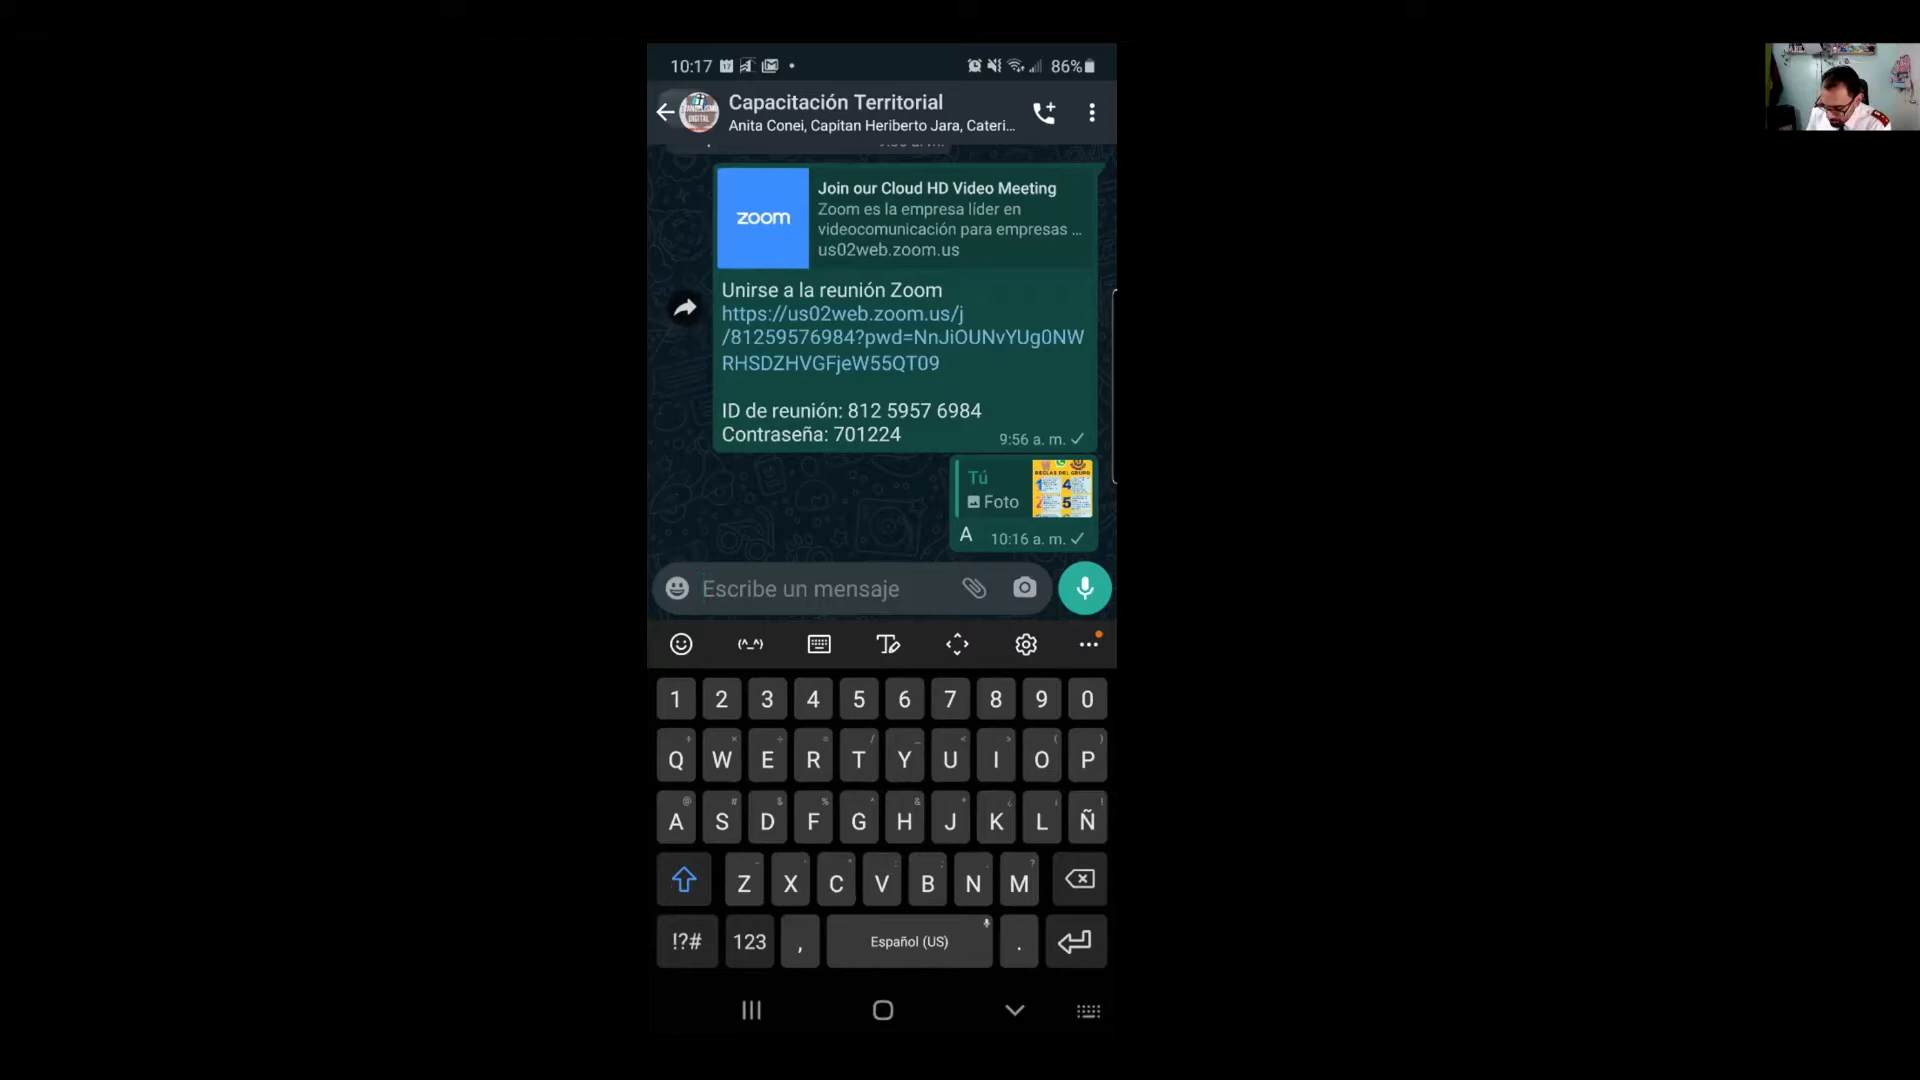 10:17
86%
Capacitación Territorial
Anita Conei, Capitan Heriberto Jara, Cateri...
zoom
Join our Cloud HD Video Meeting
Zoom es la empresa líder en
videocomunicación para empresas ...
us02web.zoom.us
Unirse a la reunión Zoom
https://us02web.zoom.us/j
/81259576984?pwd=NnJiOUNvYUg0NW
RHSDZHVGFjeW55QT09
ID de reunión: 812 5957 6984
Contraseña: 701224
9:56 a. m.
Tú
Foto
REGLAS DEL GRUPO
A
10:16 a. m.
Escribe un mensaje
(^_^)
1 2 3 4 5 6 7 8 9 0
Q W E R T Y U I O P
A S D F G H J K L Ñ
Z X C V B N M
!?# 123 , Español (US) .